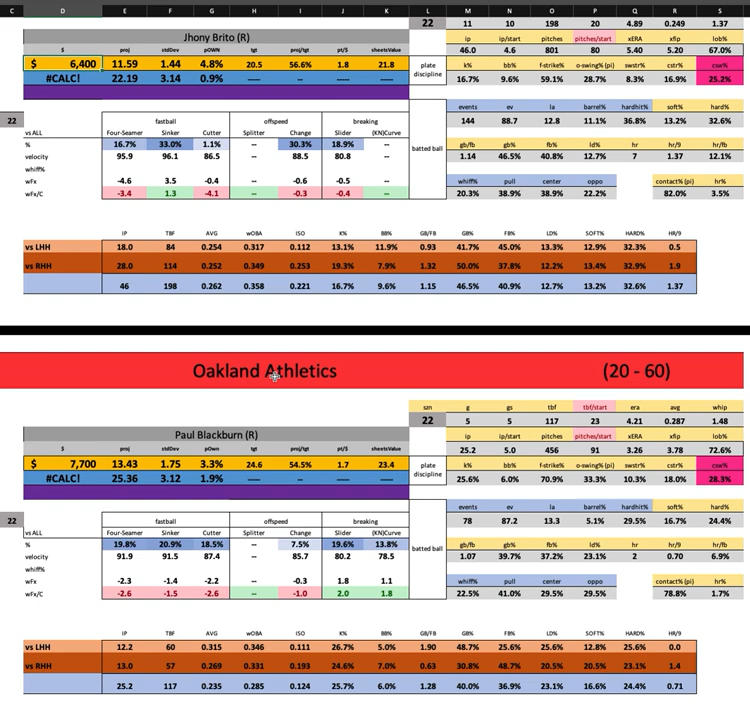 C D E F G H I J K L M N O P Q R S
22 11 10 198 20 4.89 0.249 1.37
Jhony Brito (R) ip ip/start pitches pitches/start xERA xfip lob%
$ proj stdDev pOWN tgt proj/tgt pt/$ sheetsValue 46.0 4.6 801 80 5.40 5.20 67.0%
$ 6,400 11.59 1.44 4.8% 20.5 56.6% 1.8 21.8 plate discipline k% bb% f-strike% o-swing% (pi) swstr% cstr% csw%
#CALC! 22.19 3.14 0.9% ---- -- ---- ---- 16.7% 9.6% 59.1% 28.7% 8.3% 16.9% 25.2%
events ev la barrel% hardhit% soft% hard%
22 fastball offspeed breaking batted ball 144 88.7 12.8 11.1% 36.8% 13.2% 32.6%
vs ALL Four-Seamer Sinker Cutter Splitter Change Slider (KN)Curve
% 16.7% 33.0% 1.1% -- 30.3% 18.9% -- gb/fb gb% fb% ld% hr hr/9 hr/fb
velocity 95.9 96.1 86.5 -- 88.5 80.8 1.14 46.5% 40.9% 12.7% 7 1.37 12.1%
whiff%
wFx -4.6 3.5 -0.4 -- -0.6 -0.5 -- whiff% pull center oppo contact% (pi) hr%
wFx/C -3.4 1.3 -4.1 -- -0.3 -0.4 -- 20.3% 38.9% 38.9% 22.2% 82.0% 3.5%
IP TBF AVG wOBA ISO K% BB% GB/FB GB% FB% LD% SOFT% HARD% HR/9
vs LHH 18.0 84 0.254 0.317 0.112 13.1% 11.9% 0.93 41.7% 45.0% 13.3% 12.9% 32.3% 0.5
vs RHH 28.0 114 0.252 0.349 0.253 19.3% 7.9% 1.32 50.0% 37.8% 12.2% 13.4% 32.9% 1.9
46 198 0.262 0.358 0.221 16.7% 9.6% 1.15 46.5% 40.9% 12.7% 13.2% 32.6% 1.37
Oakland Athletics (20 - 60)
szn g gs tbf tbf/start era avg whip
22 5 5 117 23 4.21 0.287 1.48
Paul Blackburn (R) ip ip/start pitches pitches/start xERA xfip lob%
$ proj stdDev pOwn tgt proj/tgt pt/$ sheetsValue 25.2 5.0 456 91 3.26 3.78 72.6%
$ 7,700 13.43 1.75 3.3% 24.6 54.5% 1.7 23.4 plate discipline k% bb% f-strike% o-swing% (pi) swstr% cstr% csw%
#CALC! 25.36 3.12 1.9% ---- -- ---- ---- 25.6% 6.0% 70.9% 33.3% 10.3% 18.0% 28.3%
events ev la barrel% hardhit% soft% hard%
22 fastball offspeed breaking batted ball 78 87.2 13.3 5.1% 29.5% 16.7% 24.4%
vs ALL Four-Seamer Sinker Cutter Splitter Change Slider (KN)Curve
% 19.8% 20.9% 18.5% -- 7.5% 19.6% 13.8% gb/fb gb% fb% ld% hr hr/9 hr/fb
velocity 91.9 91.5 87.4 -- 85.7 80.2 78.5 1.07 39.7% 37.2% 23.1% 2 0.70 6.9%
whiff%
wFx -2.3 -1.4 -2.2 -- -0.3 1.8 1.1 whiff% pull center oppo contact% (pi) hr%
wFx/C -2.6 -1.5 -2.6 -- -1.0 2.0 1.8 22.5% 41.0% 29.5% 29.5% 78.8% 1.7%
IP TBF AVG wOBA ISO K% BB% GB/FB GB% FB% LD% SOFT% HARD% HR/9
vs LHH 12.2 60 0.315 0.346 0.111 26.7% 5.0% 1.90 48.7% 25.6% 25.6% 12.8% 25.6% 0.0
vs RHH 13.0 57 0.269 0.331 0.193 24.6% 7.0% 0.63 30.8% 48.7% 20.5% 20.5% 23.1% 1.4
25.2 117 0.235 0.285 0.124 25.7% 6.0% 1.28 40.0% 36.9% 23.1% 16.6% 24.4% 0.71